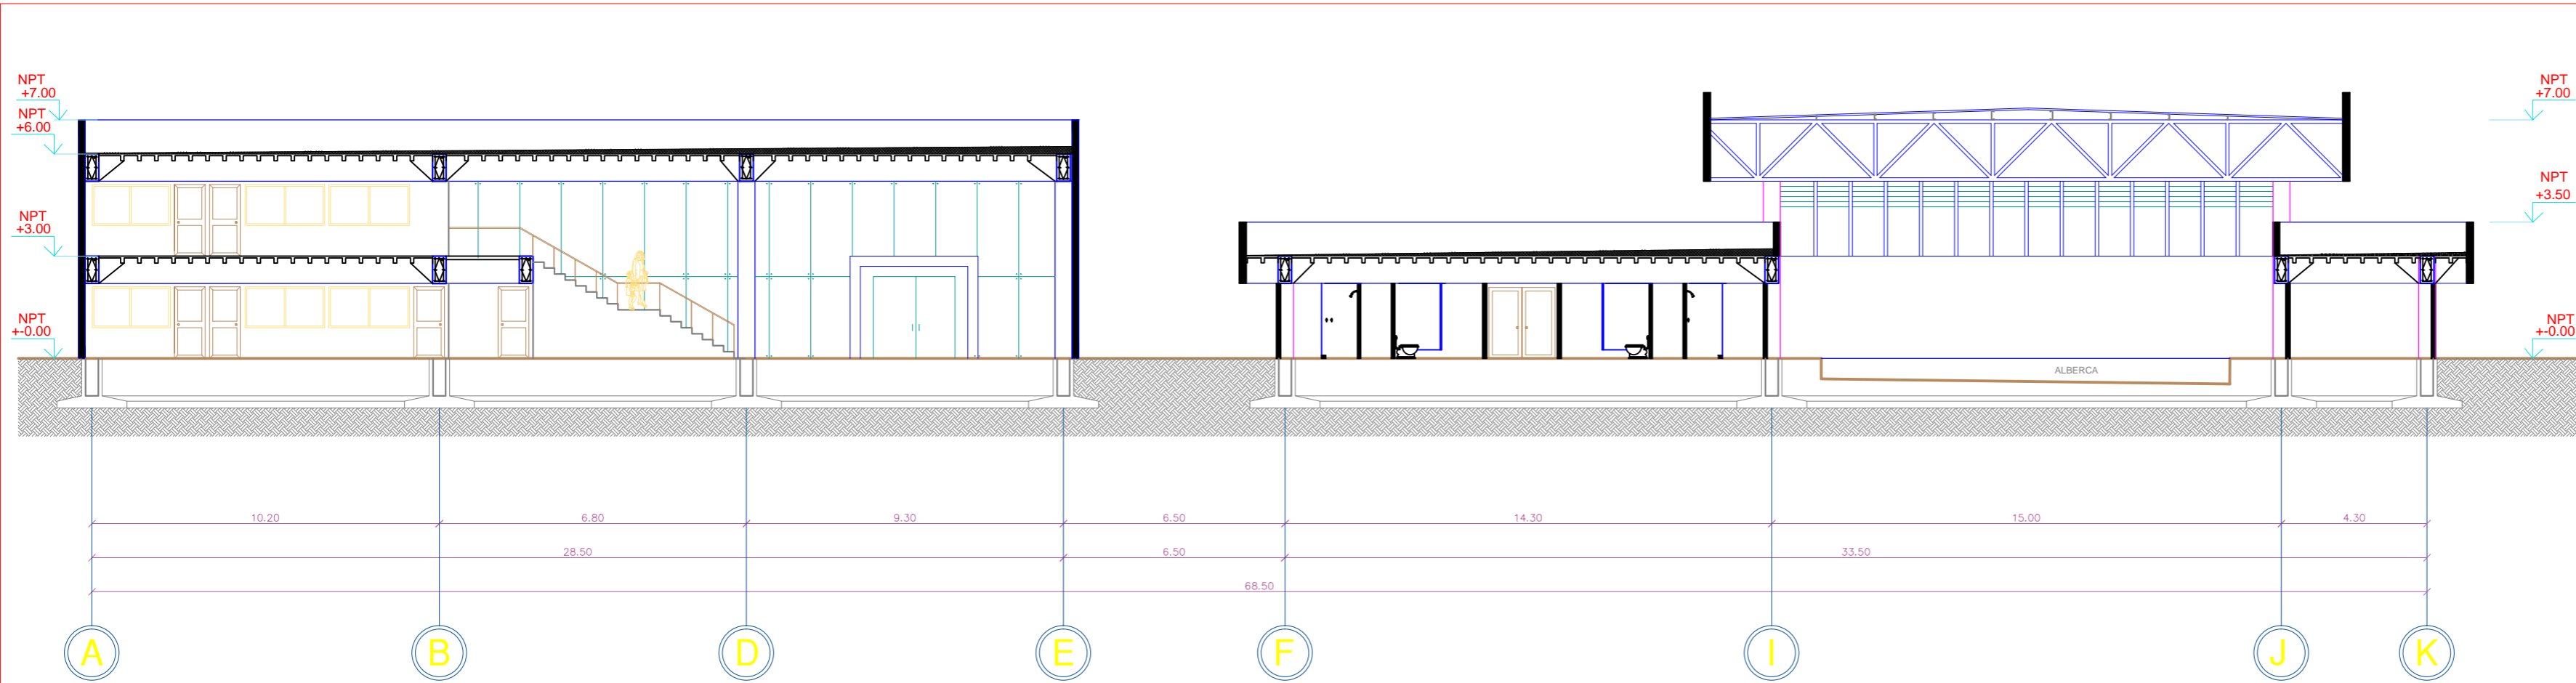 NPT
+7.00
NPT
+6.00
NPT
+3.00
NPT
+-0.00
NPT
+7.00
NPT
+3.50
NPT
+-0.00
ALBERCA
10.20 6.80 9.30 6.50 14.30 15.00 4.30
28.50 6.50 33.50
68.50
A B D E F I J K